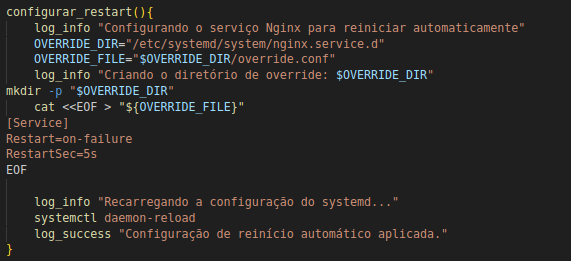 configurar_restart(){
    log_info "Configurando o serviço Nginx para reiniciar automaticamente"
    OVERRIDE_DIR="/etc/systemd/system/nginx.service.d"
    OVERRIDE_FILE="$OVERRIDE_DIR/override.conf"
    log_info "Criando o diretório de override: $OVERRIDE_DIR"
mkdir -p "$OVERRIDE_DIR"
    cat <<EOF > "${OVERRIDE_FILE}"
[Service]
Restart=on-failure
RestartSec=5s
EOF

    log_info "Recarregando a configuração do systemd..."
    systemctl daemon-reload
    log_success "Configuração de reinício automático aplicada."
}